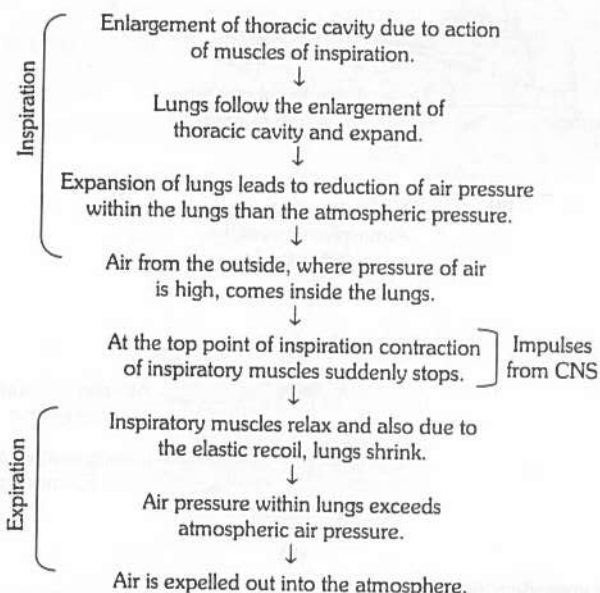 Enlargement of thoracic cavity due to action
of muscles of inspiration.
↓
Lungs follow the enlargement of
thoracic cavity and expand.
↓
Inspiration
Expansion of lungs leads to reduction of air pressure
within the lungs than the atmospheric pressure.
↓
Air from the outside, where pressure of air
is high, comes inside the lungs.
↓
At the top point of inspiration contraction
of inspiratory muscles suddenly stops.
Impulses
from CNS
↓
Inspiratory muscles relax and also due to
the elastic recoil, lungs shrink.
↓
Expiration
Air pressure within lungs exceeds
atmospheric air pressure.
↓
Air is expelled out into the atmosphere.